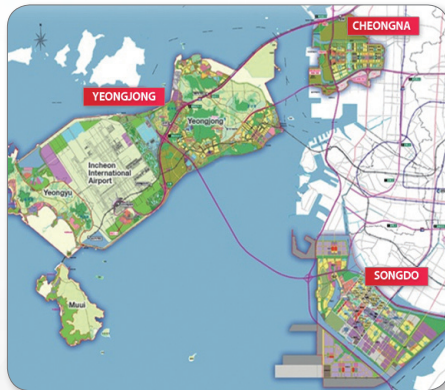 CHEONGNA
YEONGJONG
Yeongjong
Incheon
International
Airport
Yeongyu
SONGDO
Muui